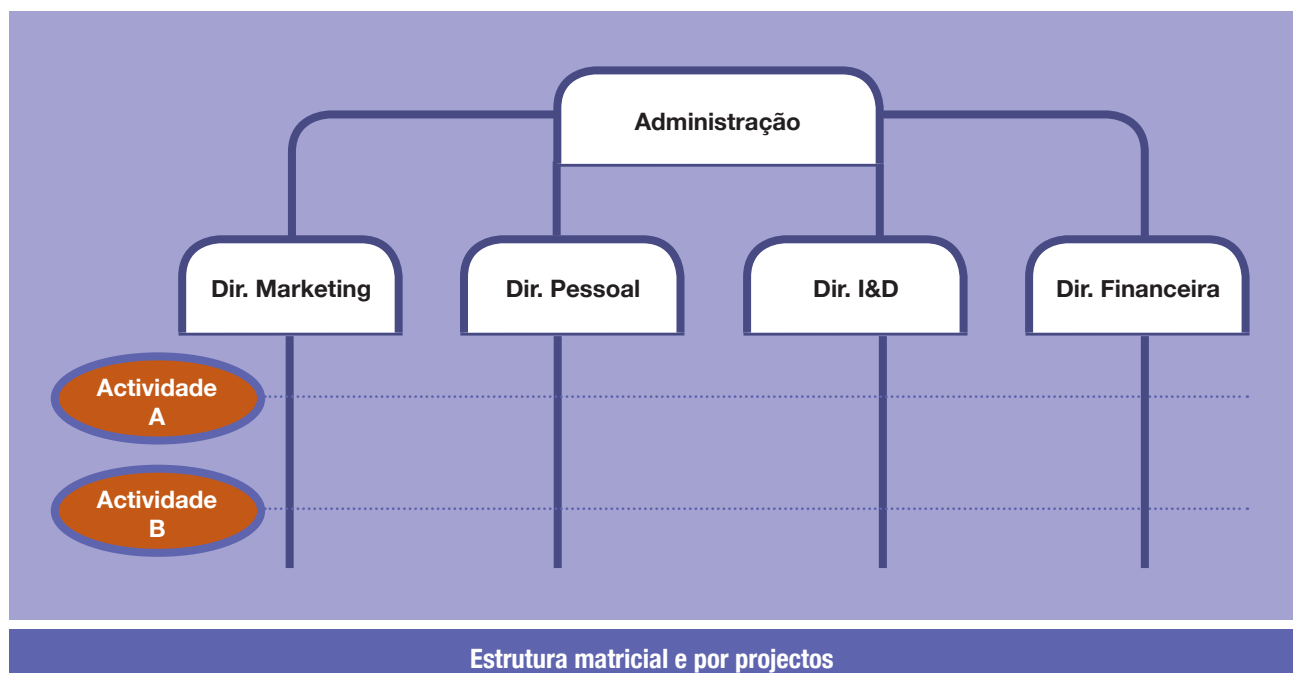 Administração
Dir. Marketing
Dir. Pessoal
Dir. I&D
Dir. Financeira
Actividade
A
Actividade
B
Estrutura matricial e por projectos